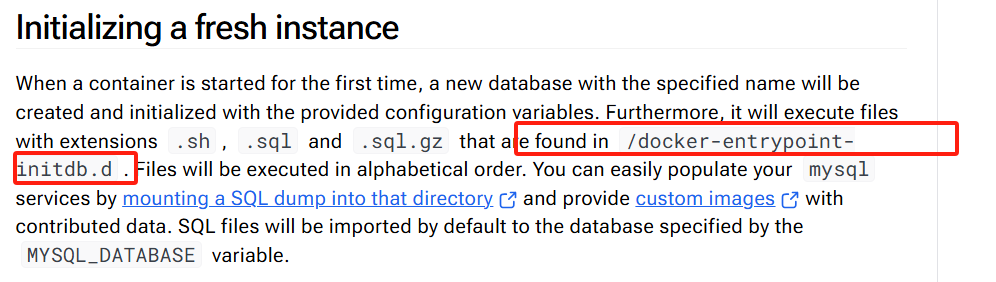 Initializing a fresh instance
When a container is started for the first time, a new database with the specified name will be
created and initialized with the provided configuration variables. Furthermore, it will execute files
with extensions .sh , .sql and .sql.gz that are found in /docker-entrypoint-
initdb.d . Files will be executed in alphabetical order. You can easily populate your mysql
services by mounting a SQL dump into that directory and provide custom images with
contributed data. SQL files will be imported by default to the database specified by the
MYSQL_DATABASE variable.